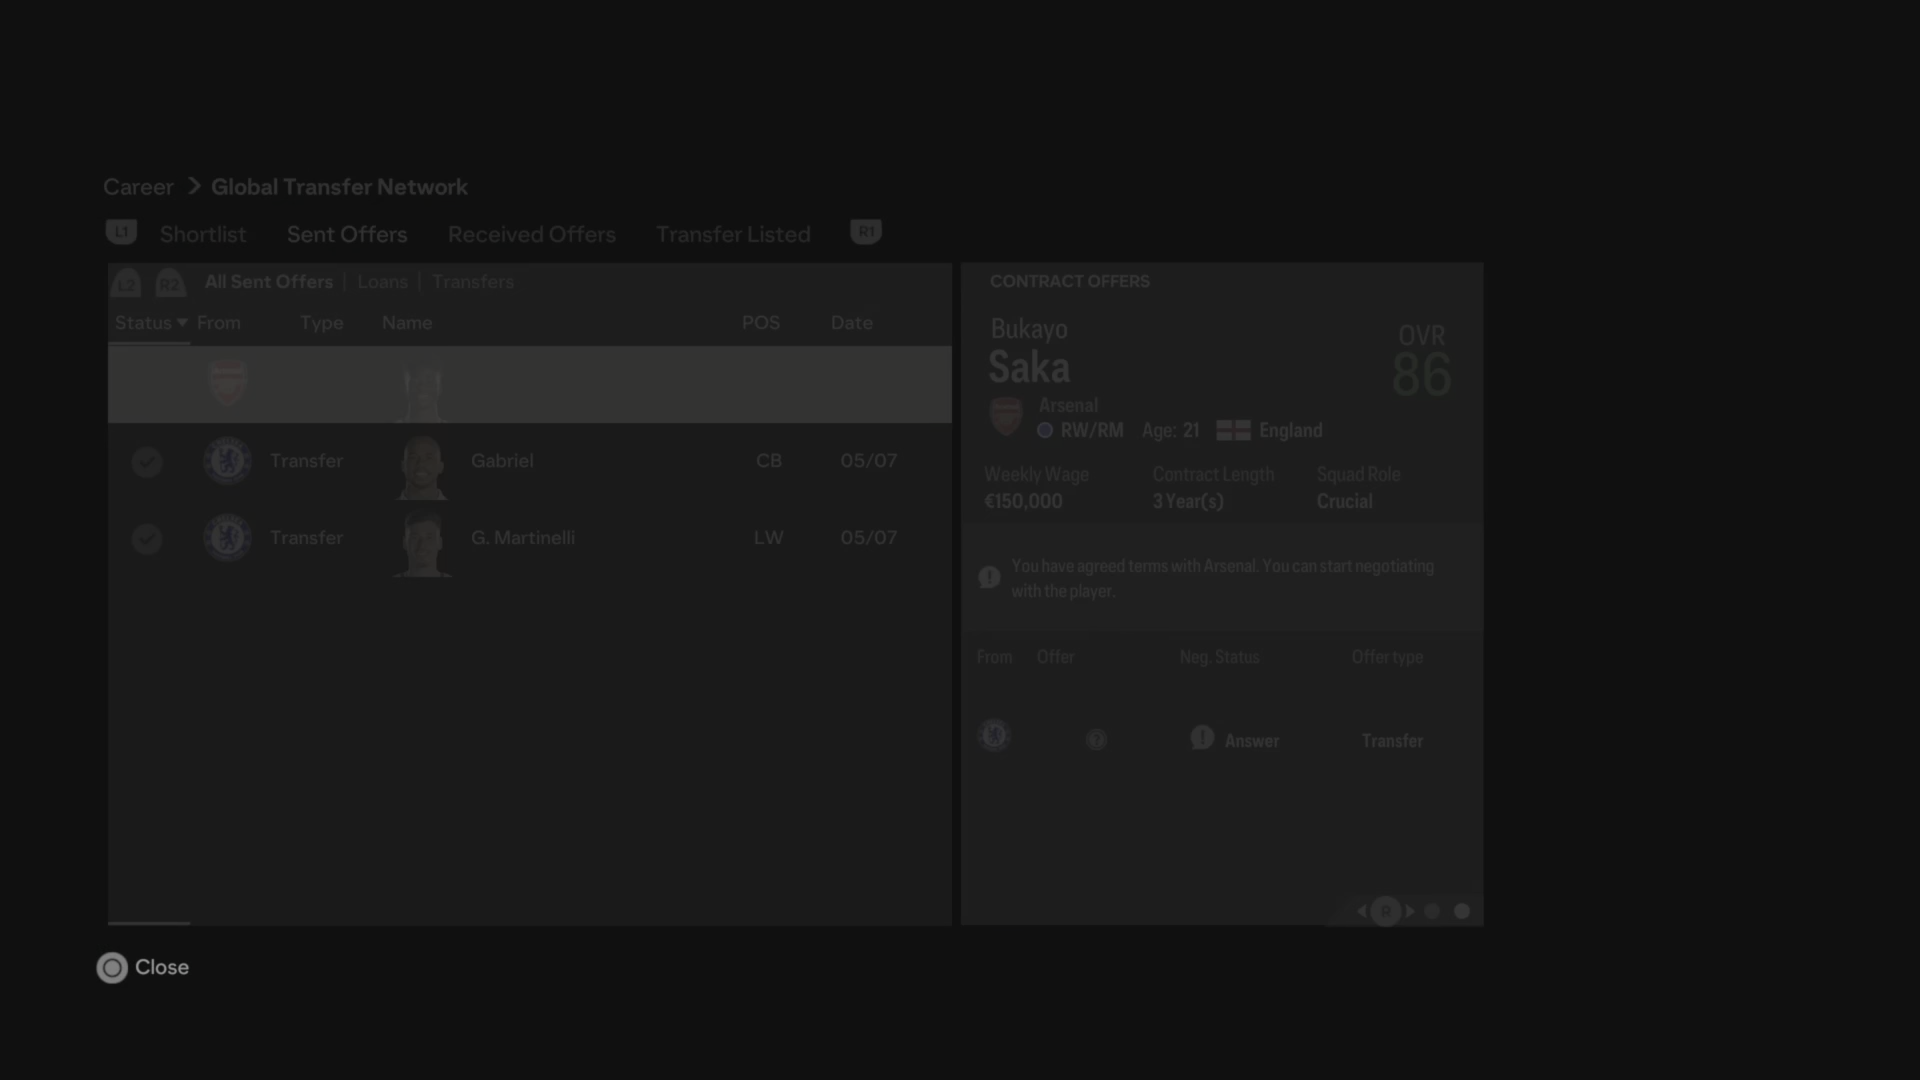 Career > Global Transfer Network
L1 Shortlist Sent Offers Received Offers Transfer Listed R1
L2 R2 All Sent Offers | Loans | Transfers
Status From Type Name POS Date
Transfer Gabriel CB 05/07
Transfer G. Martinelli LW 05/07
CONTRACT OFFERS
Bukayo
Saka
OVR
86
Arsenal
RW/RM Age: 21 England
Weekly Wage Contract Length Squad Role
€150,000 3 Year(s) Crucial
You have agreed terms with Arsenal. You can start negotiating
with the player.
From Offer Neg. Status Offer type
? ! Answer Transfer
R
Close